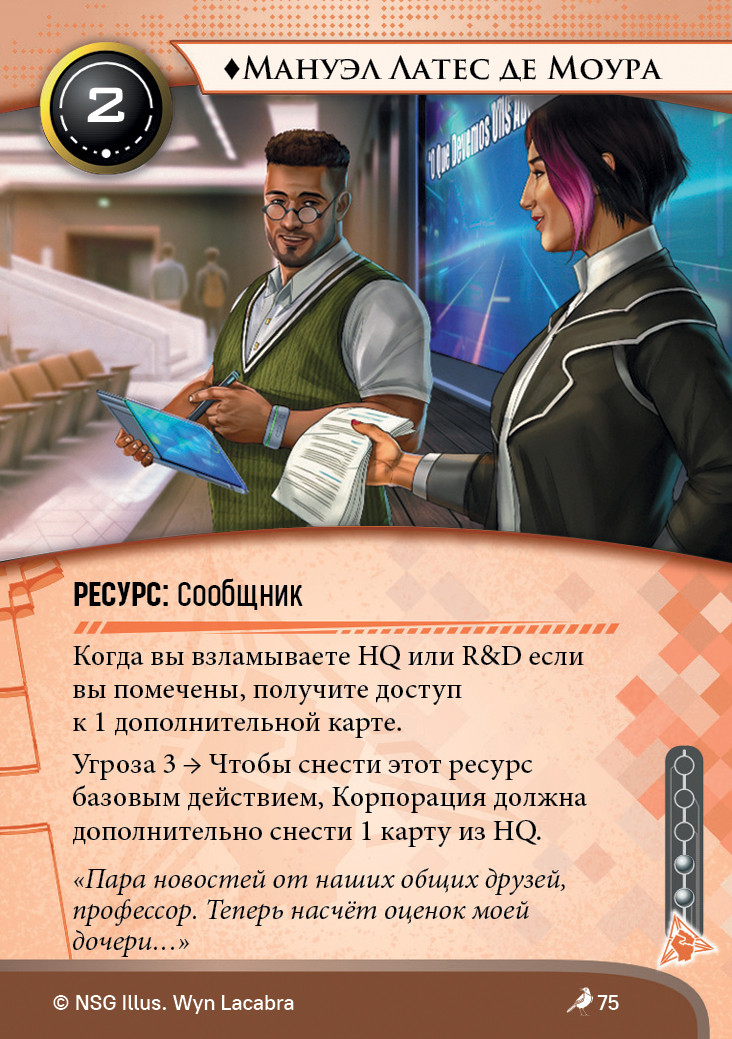 2
♦Мануэл Латес де Моура
"O Que Devemos
РЕСУРС: Сообщник
Когда вы взламываете HQ или R&D если
вы помечены, получите доступ
к 1 дополнительной карте.
Угроза 3 → Чтобы снести этот ресурс
базовым действием, Корпорация должна
дополнительно снести 1 карту из HQ.
«Пара новостей от наших общих друзей,
профессор. Теперь насчёт оценок моей
дочери…»
© NSG Illus. Wyn Lacabra
75